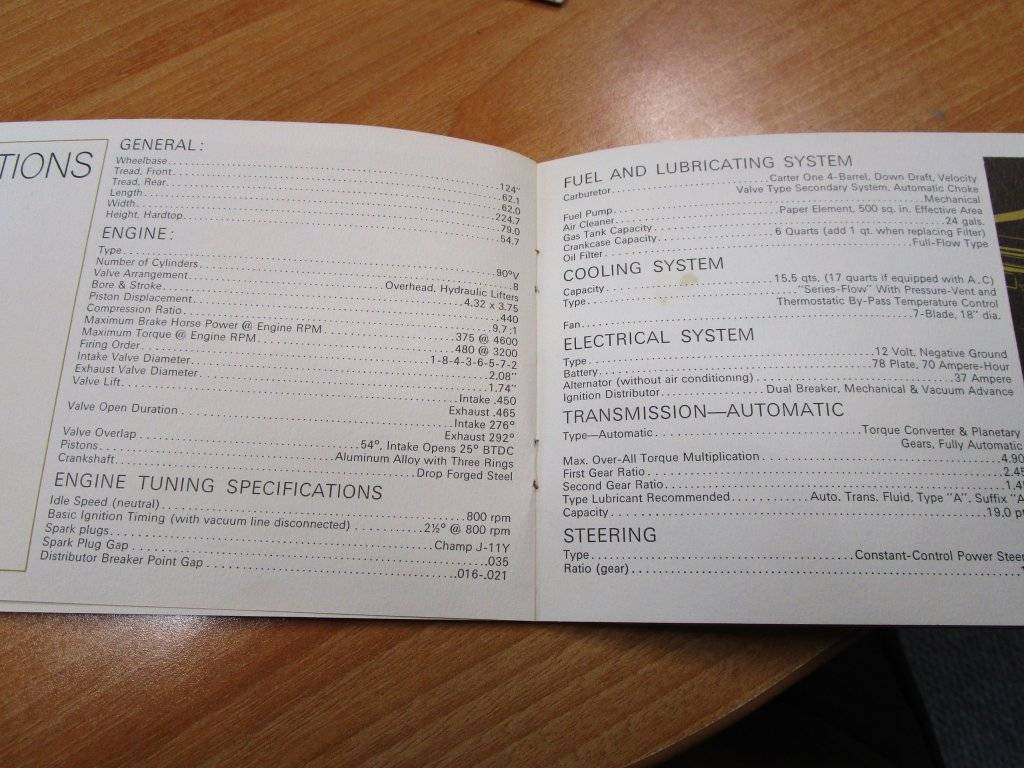 TIONS
GENERAL:
Wheelbase 124"
Tread, Front 62.1
Tread, Rear 62.0
Length 224.7
Width 79.0
Height, Hardtop 54.7
ENGINE:
Type 90°V
Number of Cylinders 8
Valve Arrangement Overhead, Hydraulic Lifters
Bore & Stroke 4.32 x 3.75
Piston Displacement 440
Compression Ratio 9.7:1
Maximum Brake Horse Power @ Engine RPM 375 @ 4600
Maximum Torque @ Engine RPM 480 @ 3200
Firing Order 1-8-4-3-6-5-7-2
Intake Valve Diameter 2.08"
Exhaust Valve Diameter 1.74"
Valve Lift Intake .450
Exhaust .465
Valve Open Duration Intake 276°
Exhaust 292°
Valve Overlap 54°, Intake Opens 25° BTDC
Pistons Aluminum Alloy with Three Rings
Crankshaft Drop Forged Steel
ENGINE TUNING SPECIFICATIONS
Idle Speed (neutral) 800 rpm
Basic Ignition Timing (with vacuum line disconnected) 2½° @ 800 rpm
Spark plugs Champ J-11Y
Spark Plug Gap .035
Distributor Breaker Point Gap .016-.021
FUEL AND LUBRICATING SYSTEM
Carburetor Carter One 4-Barrel, Down Draft, Velocity
Valve Type Secondary System, Automatic Choke
Fuel Pump Mechanical
Air Cleaner Paper Element, 500 sq. in. Effective Area
Gas Tank Capacity 24 gals.
Crankcase Capacity 6 Quarts (add 1 qt. when replacing Filter)
Oil Filter Full-Flow Type
COOLING SYSTEM
Capacity 15.5 qts. (17 quarts if equipped with A.C)
Type "Series-Flow" With Pressure-Vent and
Thermostatic By-Pass Temperature Control
Fan 7-Blade, 18" dia.
ELECTRICAL SYSTEM
Type 12 Volt, Negative Ground
Battery 78 Plate, 70 Ampere-Hour
Alternator (without air conditioning) 37 Ampere
Ignition Distributor Dual Breaker, Mechanical & Vacuum Advance
TRANSMISSION—AUTOMATIC
Type—Automatic Torque Converter & Planetary
Gears, Fully Automatic
Max. Over-All Torque Multiplication 4.90
First Gear Ratio 2.45
Second Gear Ratio 1.4
Type Lubricant Recommended Auto. Trans. Fluid, Type "A". Suffix "A
Capacity 19.0 p
STEERING
Type Constant-Control Power Steer
Ratio (gear)